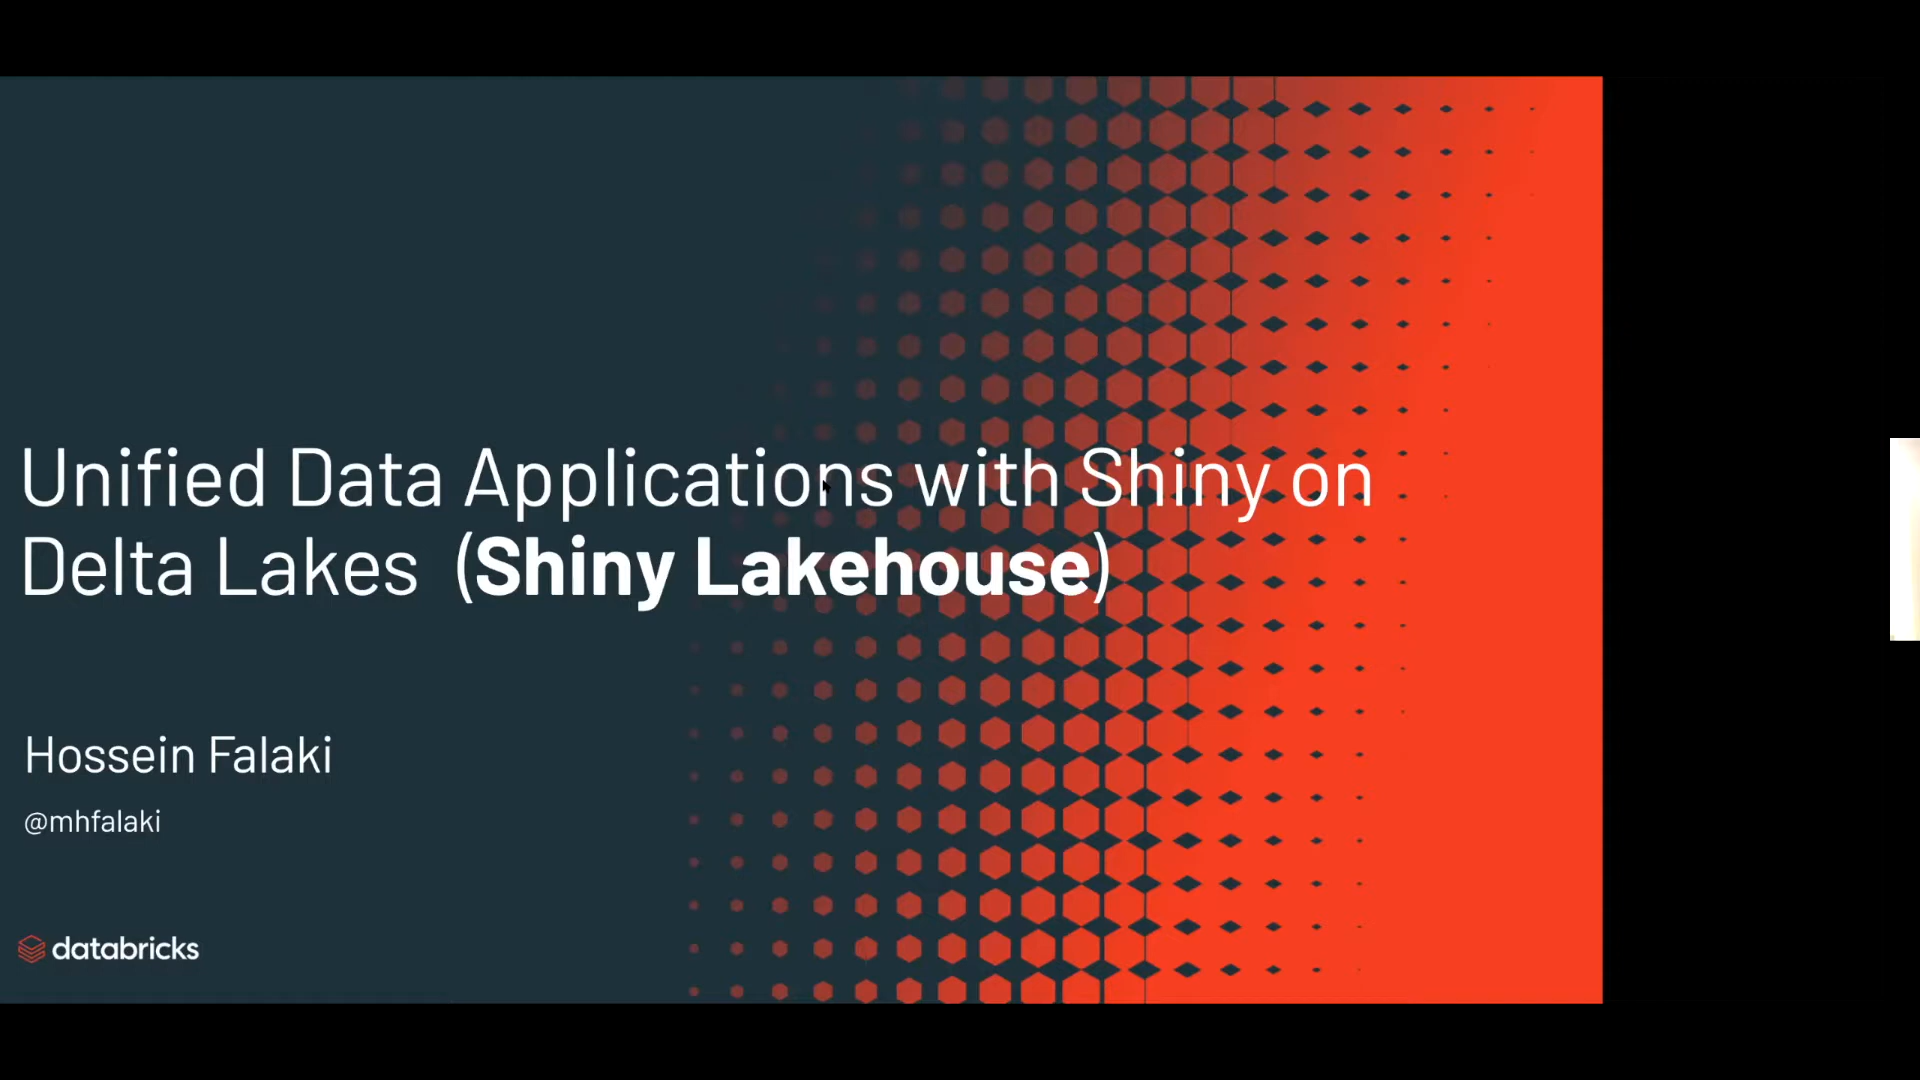 Unified Data Applications with Shiny on
Delta Lakes (Shiny Lakehouse)
Hossein Falaki
@mhfalaki
databricks